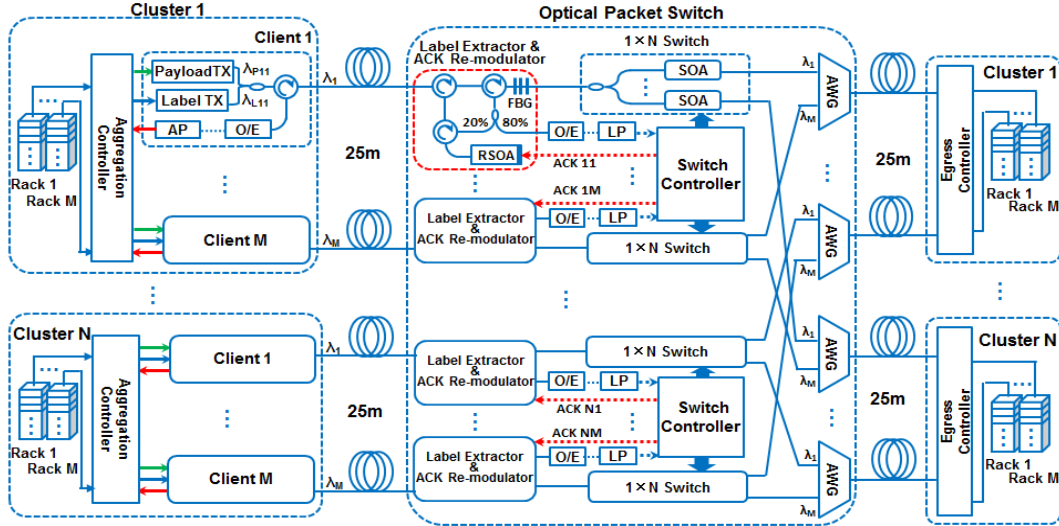 Cluster 1
Optical Packet Switch
Client 1
Label Extractor &
ACK Re-modulator
1×N Switch
PayloadTX
λP11
Label TX
λL11
AP
O/E
Aggregation
Controller
Rack 1
Rack M
λ1
25m
FBG
20%
80%
RSOA
O/E
LP
ACK 11
SOA
SOA
Switch
Controller
λ1
λM
AWG
25m
Cluster 1
Egress
Controller
Rack 1
Rack M
Client M
λM
ACK 1M
Label Extractor
&
ACK Re-modulator
O/E
LP
1×N Switch
λ1
λM
AWG
Cluster N
Client 1
λ1
Aggregation
Controller
Rack 1
Rack M
25m
Label Extractor
&
ACK Re-modulator
O/E
LP
ACK N1
1×N Switch
Switch
Controller
λ1
λM
AWG
25m
Cluster N
Egress
Controller
Rack 1
Rack M
Client M
λM
ACK NM
Label Extractor
&
ACK Re-modulator
O/E
LP
1×N Switch
λ1
λM
AWG